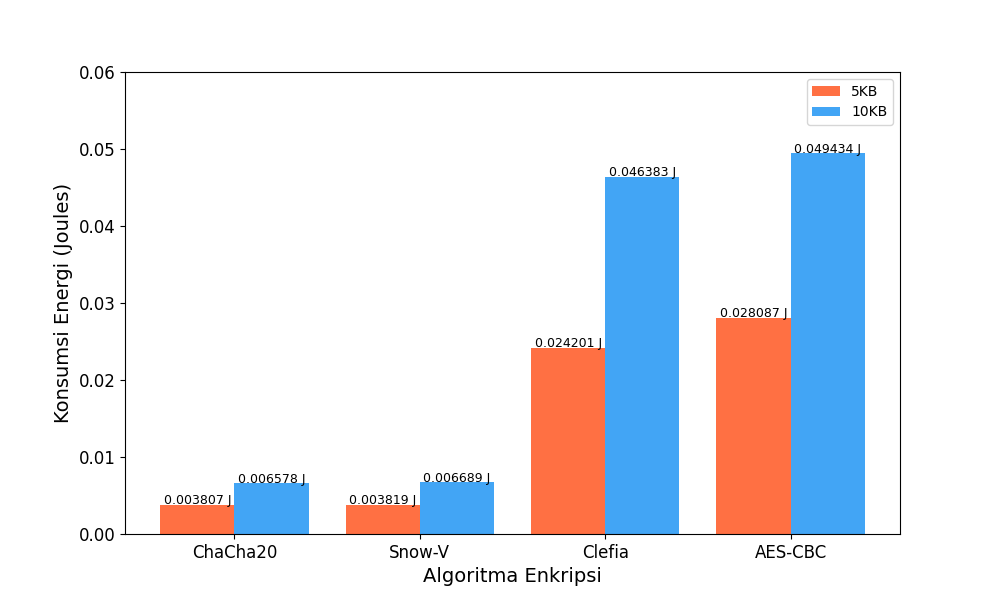 0.06
0.05
0.04
0.03
0.02
0.01
0.00
Konsumsi Energi (Joules)
5KB
10KB
0.003807 J
0.006578 J
0.003819 J
0.006689 J
0.024201 J
0.046383 J
0.028087 J
0.049434 J
ChaCha20 Snow-V Clefia AES-CBC
Algoritma Enkripsi